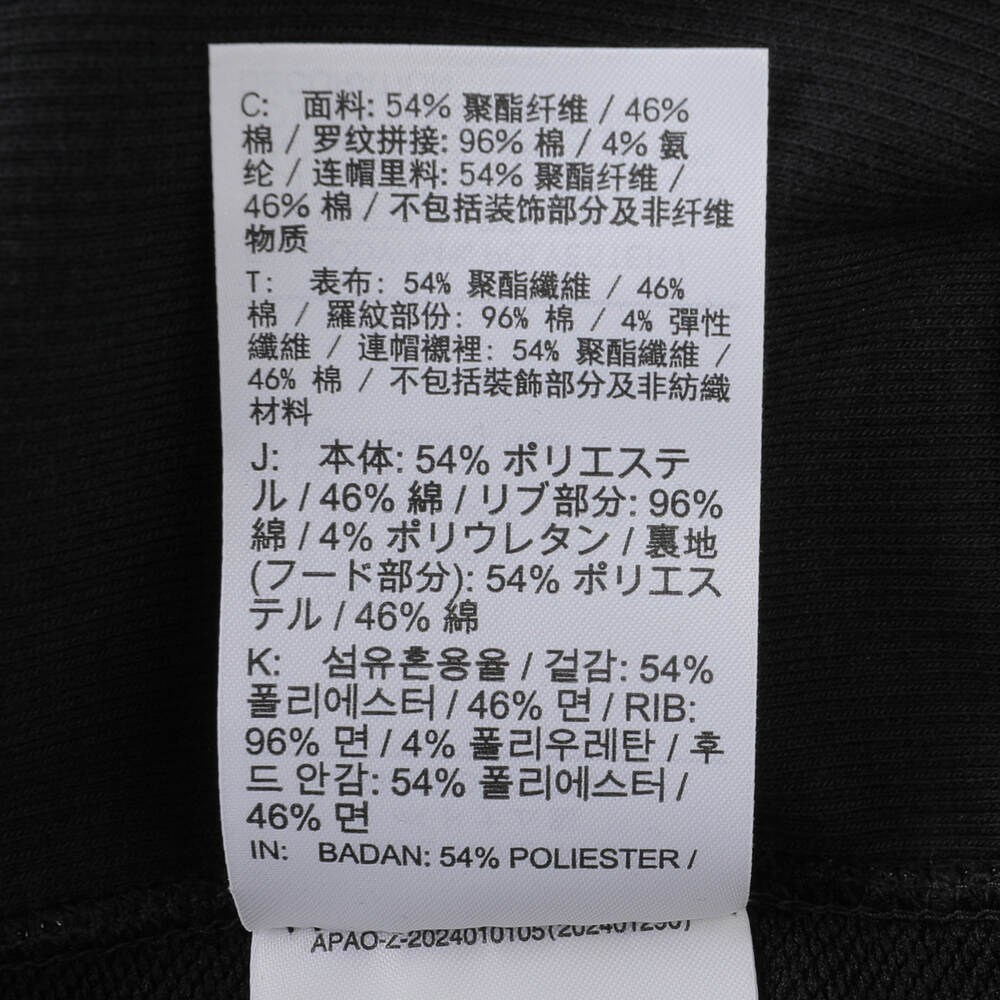 C: 面料: 54% 聚酯纤维 / 46%
棉 / 罗纹拼接: 96% 棉 / 4% 氨
纶 / 连帽里料: 54% 聚酯纤维 /
46% 棉 / 不包括装饰部分及非纤维
物质
T: 表布: 54% 聚酯纖維 / 46%
棉 / 羅紋部份: 96% 棉 / 4% 彈性
纖維 / 連帽襯裡: 54% 聚酯纖維 /
46% 棉 / 不包括裝飾部分及非紡織
材料
J: 本体: 54% ポリエステ
ル / 46% 綿 / リブ部分: 96%
綿 / 4% ポリウレタン / 裏地
(フード部分): 54% ポリエス
テル / 46% 綿
K: 섬유혼용율 / 겉감: 54%
폴리에스터 / 46% 면 / RIB:
96% 면 / 4% 폴리우레탄 / 후
드 안감: 54% 폴리에스터 /
46% 면
IN: BADAN: 54% POLIESTER /
APAO-Z-2024010105(202401290)